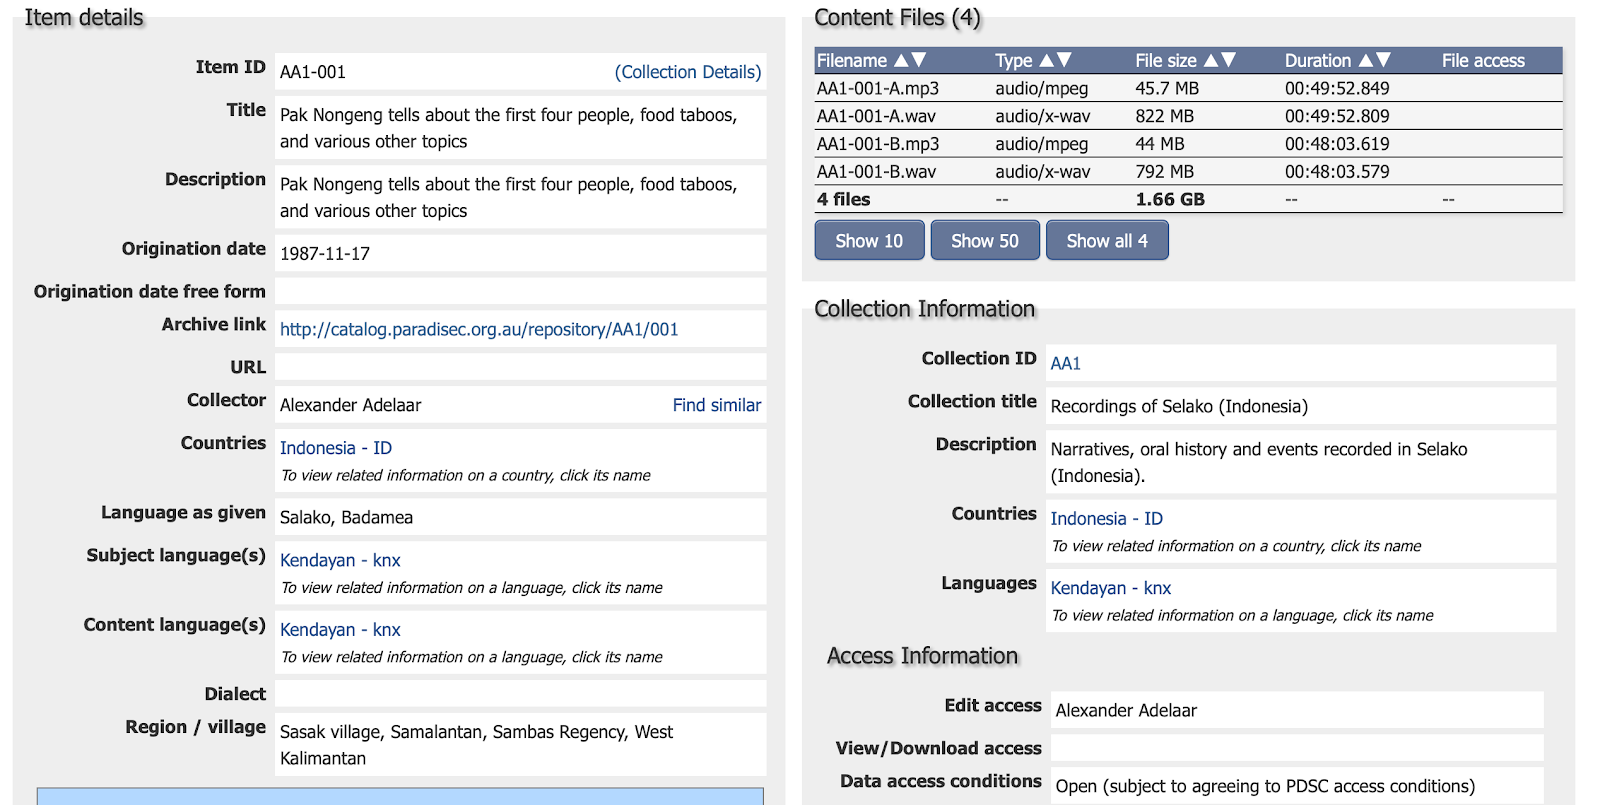 Item details
Item ID AA1-001 (Collection Details)
Title Pak Nongeng tells about the first four people, food taboos,
and various other topics
Description Pak Nongeng tells about the first four people, food taboos,
and various other topics
Origination date 1987-11-17
Origination date free form
Archive link http://catalog.paradisec.org.au/repository/AA1/001
URL
Collector Alexander Adelaar Find similar
Countries Indonesia - ID
To view related information on a country, click its name
Language as given Salako, Badamea
Subject language(s) Kendayan - knx
To view related information on a language, click its name
Content language(s) Kendayan - knx
To view related information on a language, click its name
Dialect
Region / village Sasak village, Samalantan, Sambas Regency, West
Kalimantan
Content Files (4)
Filename ▲▼ Type ▲▼ File size ▲▼ Duration ▲▼ File access
AA1-001-A.mp3 audio/mpeg 45.7 MB 00:49:52.849
AA1-001-A.wav audio/x-wav 822 MB 00:49:52.809
AA1-001-B.mp3 audio/mpeg 44 MB 00:48:03.619
AA1-001-B.wav audio/x-wav 792 MB 00:48:03.579
4 files -- 1.66 GB -- --
Show 10 Show 50 Show all 4
Collection Information
Collection ID AA1
Collection title Recordings of Selako (Indonesia)
Description Narratives, oral history and events recorded in Selako
(Indonesia).
Countries Indonesia - ID
To view related information on a country, click its name
Languages Kendayan - knx
To view related information on a language, click its name
Access Information
Edit access Alexander Adelaar
View/Download access
Data access conditions Open (subject to agreeing to PDSC access conditions)